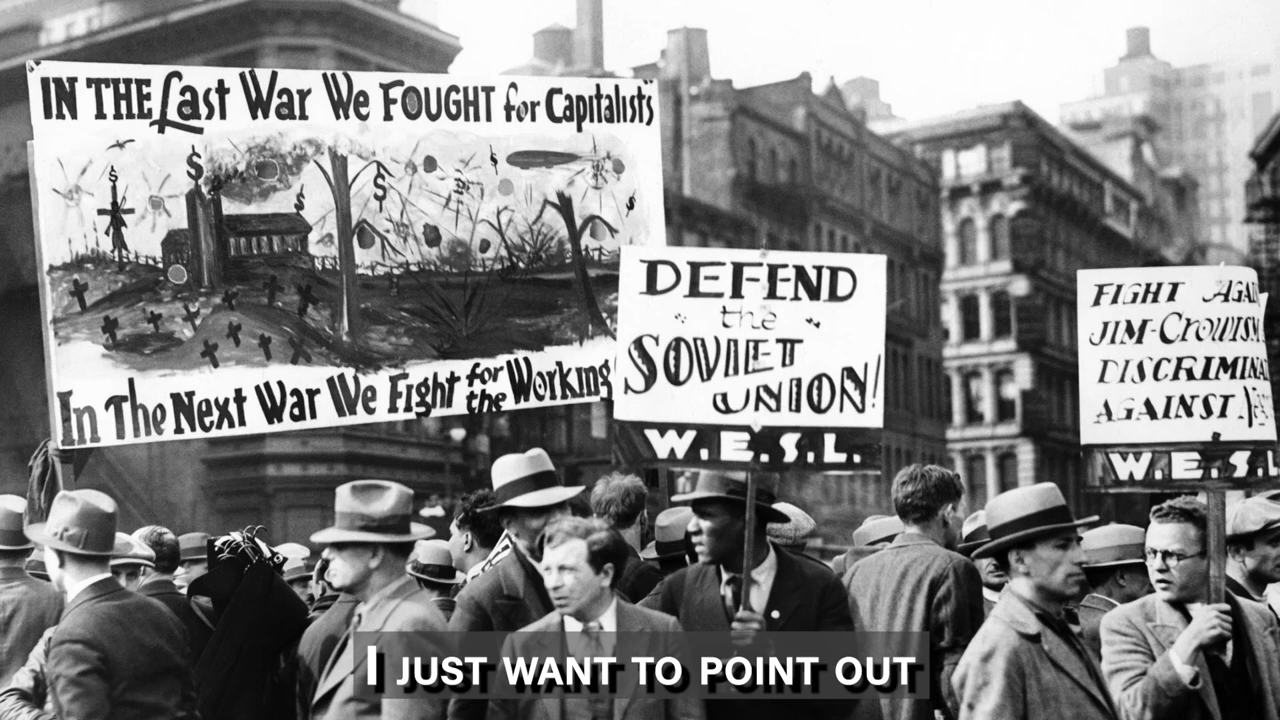 IN THE Last War We FOUGHT for Capitalists
In The Next War We Fight for the Working
DEFEND
the
SOVIET
UNION!
W.E.S.L.
FIGHT
JIM-CROWISM
AGAINST
W.E.S.L
I JUST WANT TO POINT OUT